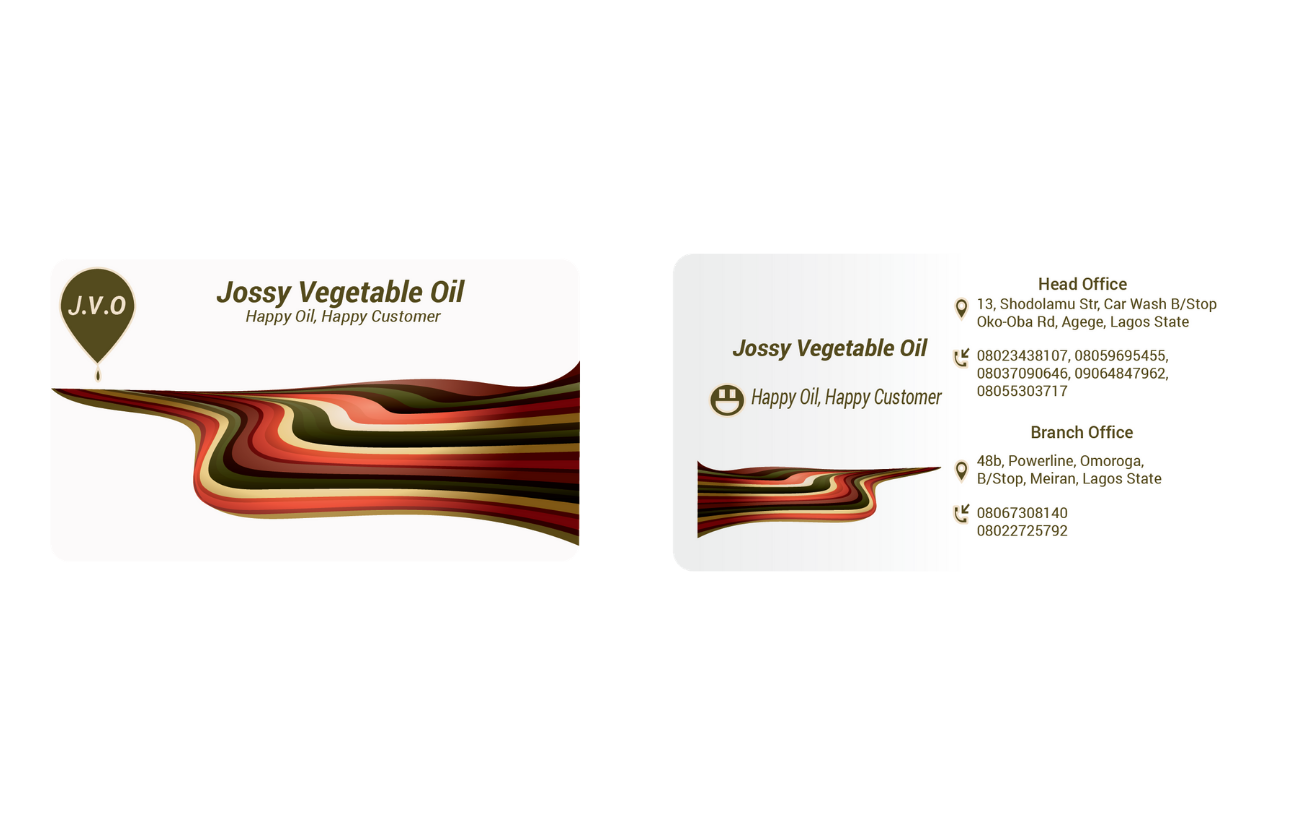 J.V.O
Jossy Vegetable Oil
Happy Oil, Happy Customer
Jossy Vegetable Oil
Happy Oil, Happy Customer
Head Office
13, Shodolamu Str, Car Wash B/Stop
Oko-Oba Rd, Agege, Lagos State
08023438107, 08059695455,
08037090646, 09064847962,
08055303717
Branch Office
48b, Powerline, Omoroga,
B/Stop, Meiran, Lagos State
08067308140
08022725792